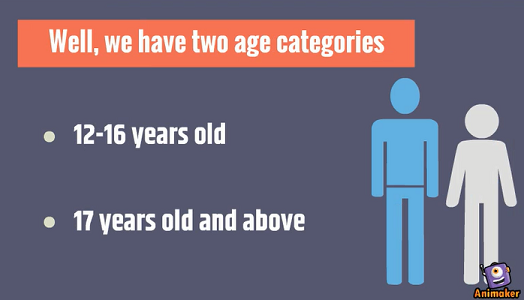 Well, we have two age categories
12-16 years old
17 years old and above
Animaker